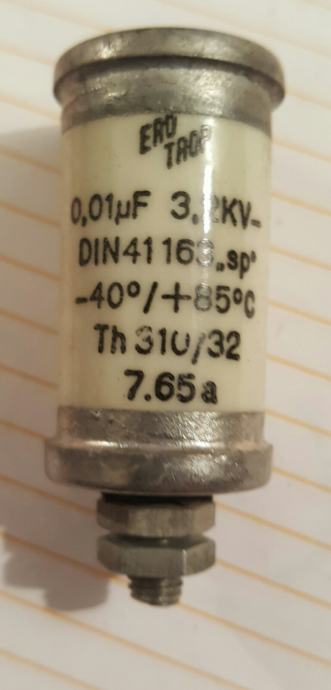 ERO
TROP
0,01µF 3,2KV-
DIN41163„sp"
-40°/+85°C
Th 310/32
7.65a